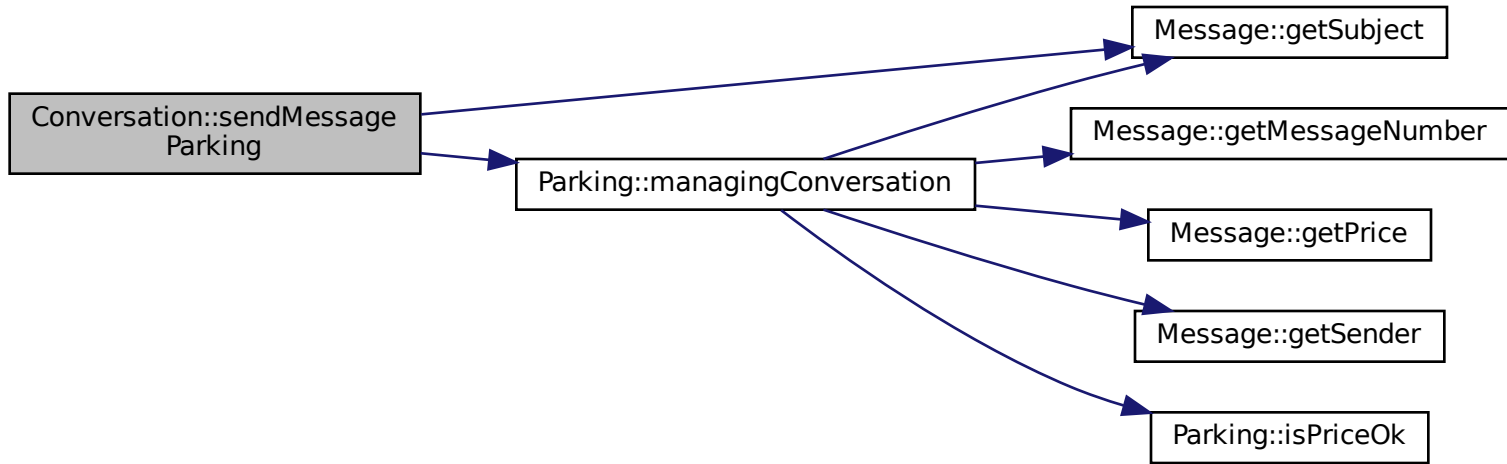 Conversation::sendMessage
Parking
Parking::managingConversation
Message::getSubject
Message::getMessageNumber
Message::getPrice
Message::getSender
Parking::isPriceOk